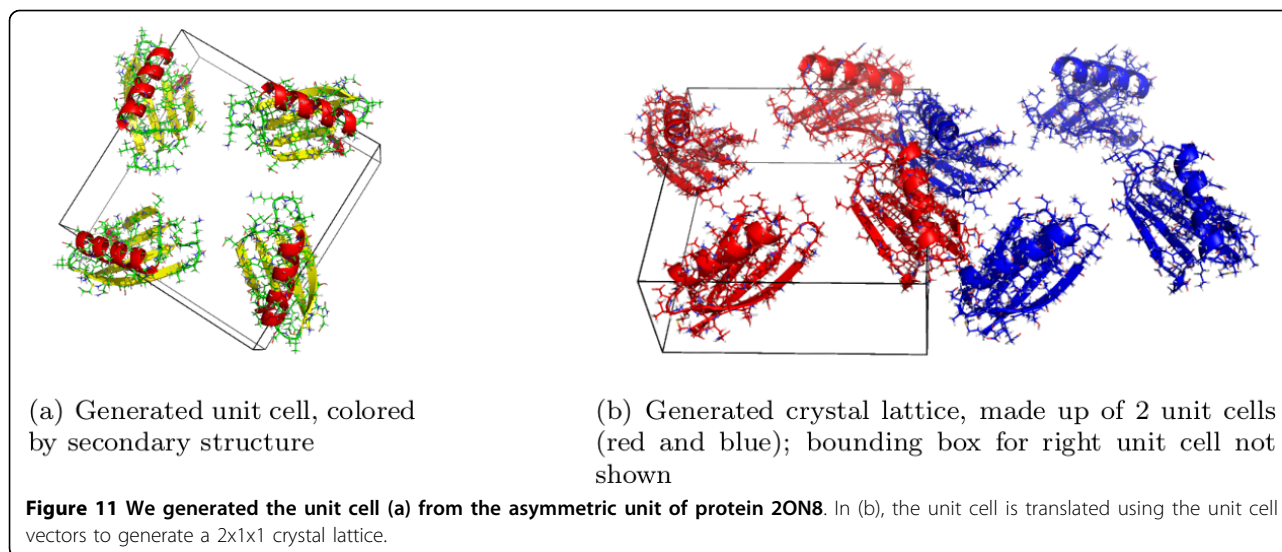 (a) Generated unit cell, colored
by secondary structure
(b) Generated crystal lattice, made up of 2 unit cells
(red and blue); bounding box for right unit cell not
shown
Figure 11 We generated the unit cell (a) from the asymmetric unit of protein 2ON8. In (b), the unit cell is translated using the unit cell
vectors to generate a 2x1x1 crystal lattice.